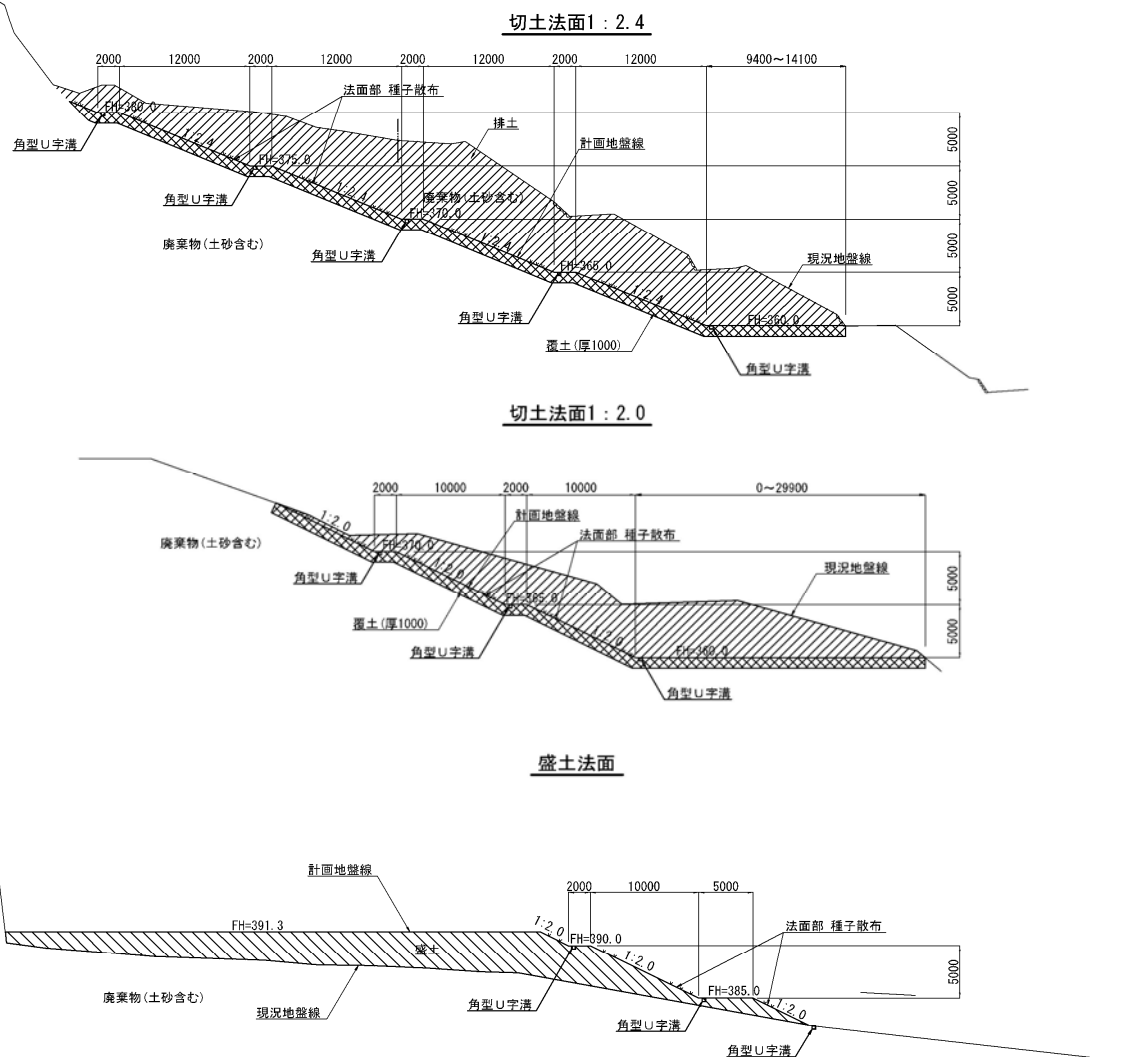 切土法面1：2.4
2000 12000 2000 12000 2000 12000 2000 12000 9400～14100
法面部 種子散布
FH=380.0
排土
5000
角型Ｕ字溝
1:2.4
計画地盤線
FH=375.0
5000
角型Ｕ字溝
1:2.4
廃棄物(土砂含む)
FH=370.0
廃棄物(土砂含む)
角型Ｕ字溝
1:2.4
5000
現況地盤線
FH=365.0
1:2.4
5000
角型Ｕ字溝
FH=360.0
覆土(厚1000)
角型Ｕ字溝
切土法面1：2.0
2000 10000 2000 10000 0～29900
1:2.0
計画地盤線
法面部 種子散布
廃棄物(土砂含む)
FH=370.0
角型Ｕ字溝
1:2.0
現況地盤線
5000
FH=365.0
覆土(厚1000)
1:2.0
5000
角型Ｕ字溝
FH=360.0
角型Ｕ字溝
盛土法面
計画地盤線
2000 10000 5000
FH=391.3
1:2.0
法面部 種子散布
FH=390.0
盛土
1:2.0
5000
廃棄物(土砂含む)
FH=385.0
角型Ｕ字溝
1:2.0
現況地盤線
角型Ｕ字溝
角型Ｕ字溝